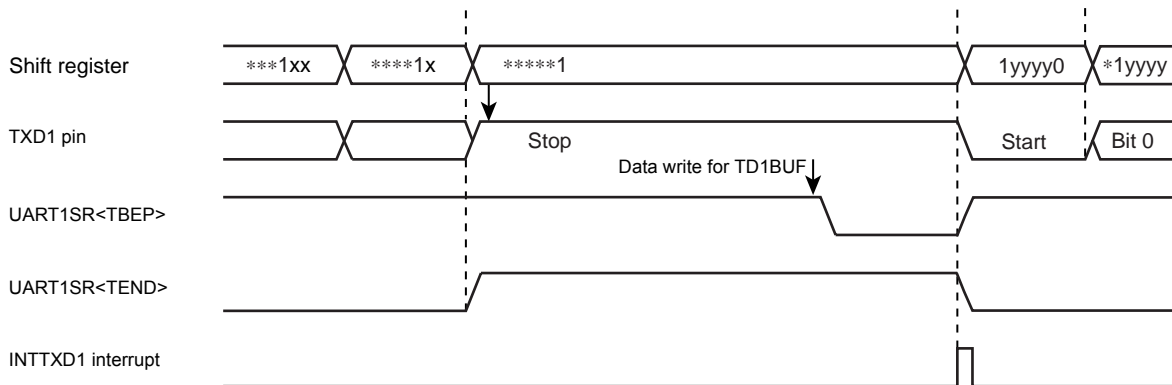 Shift register ***1xx ****1x *****1 1yyyy0 *1yyyy
TXD1 pin Stop Start Bit 0
Data write for TD1BUF
UART1SR<TBEP>
UART1SR<TEND>
INTTXD1 interrupt